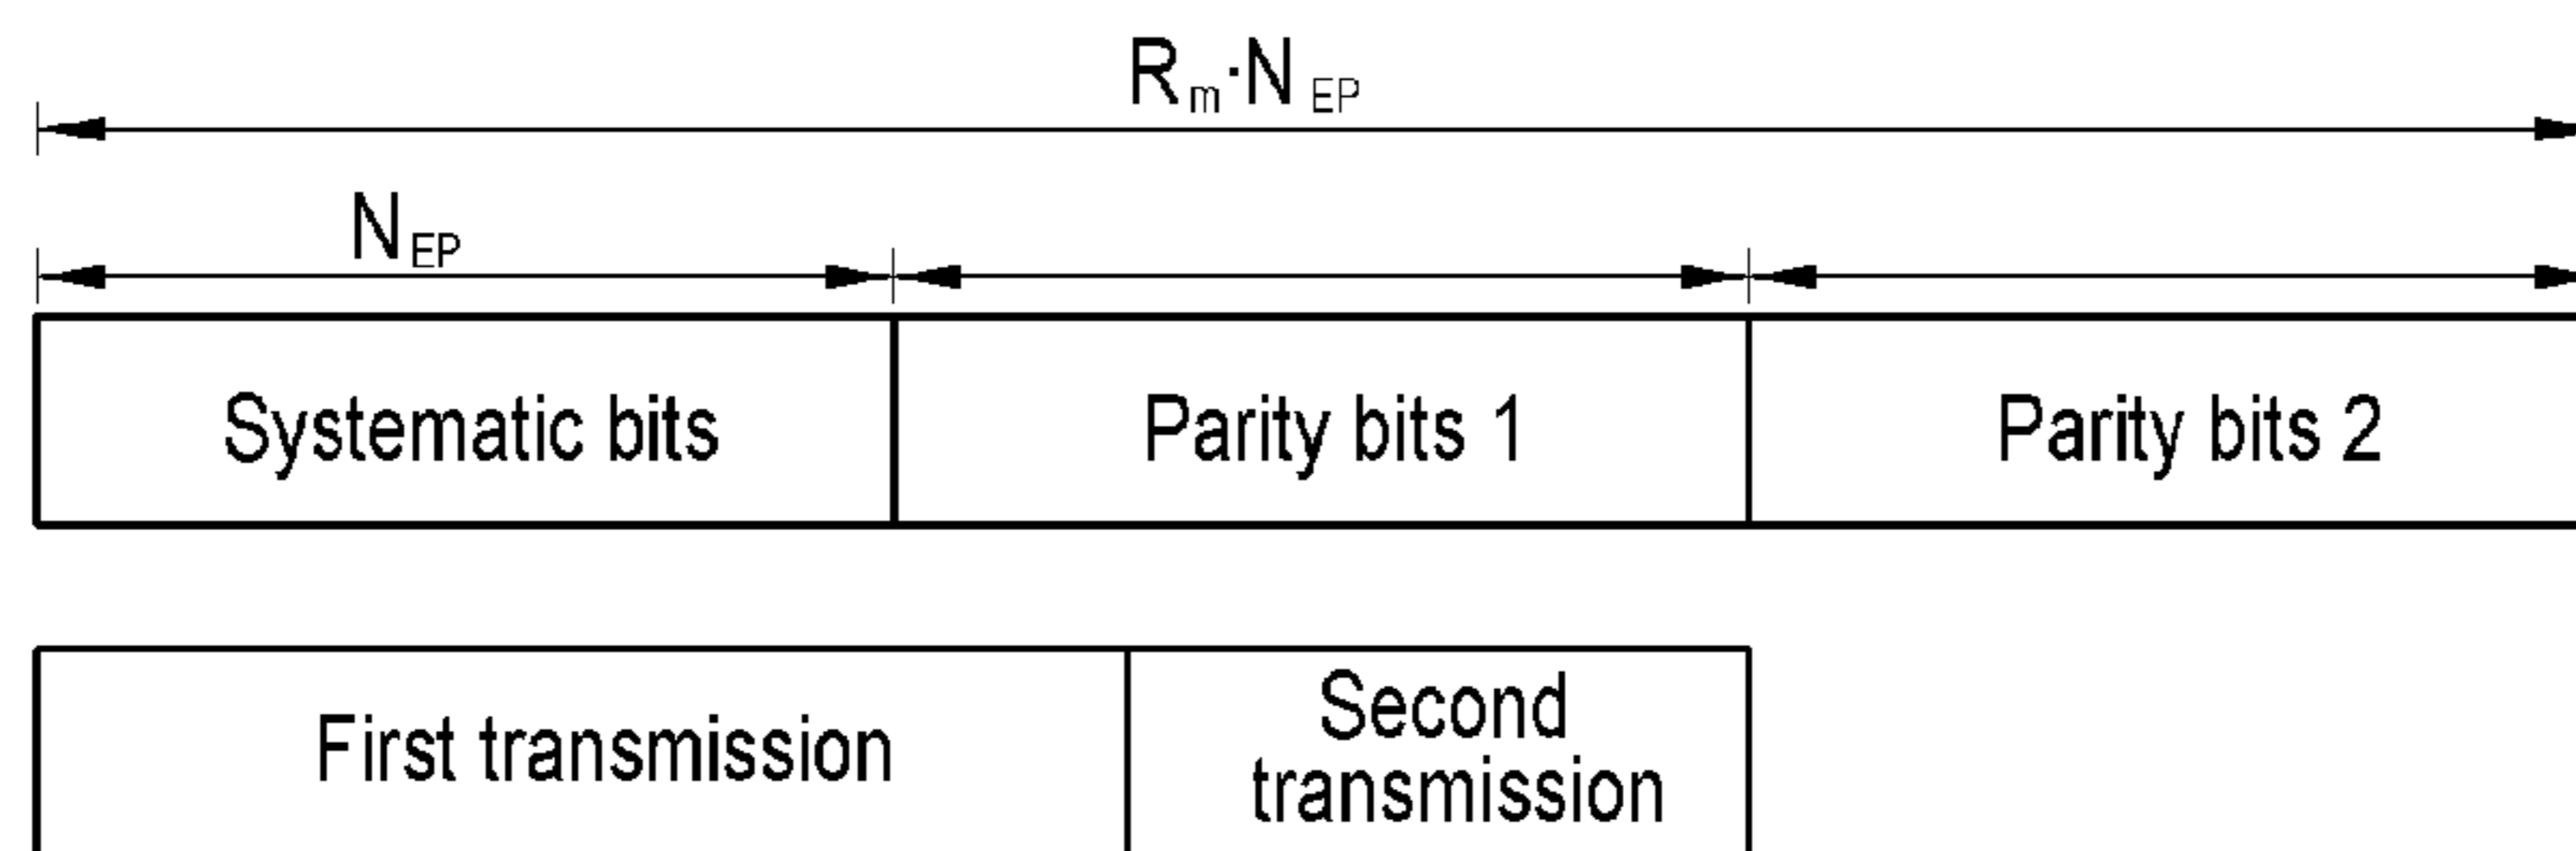 Rm·NEP
NEP
Systematic bits
Parity bits 1
Parity bits 2
First transmission
Second
transmission